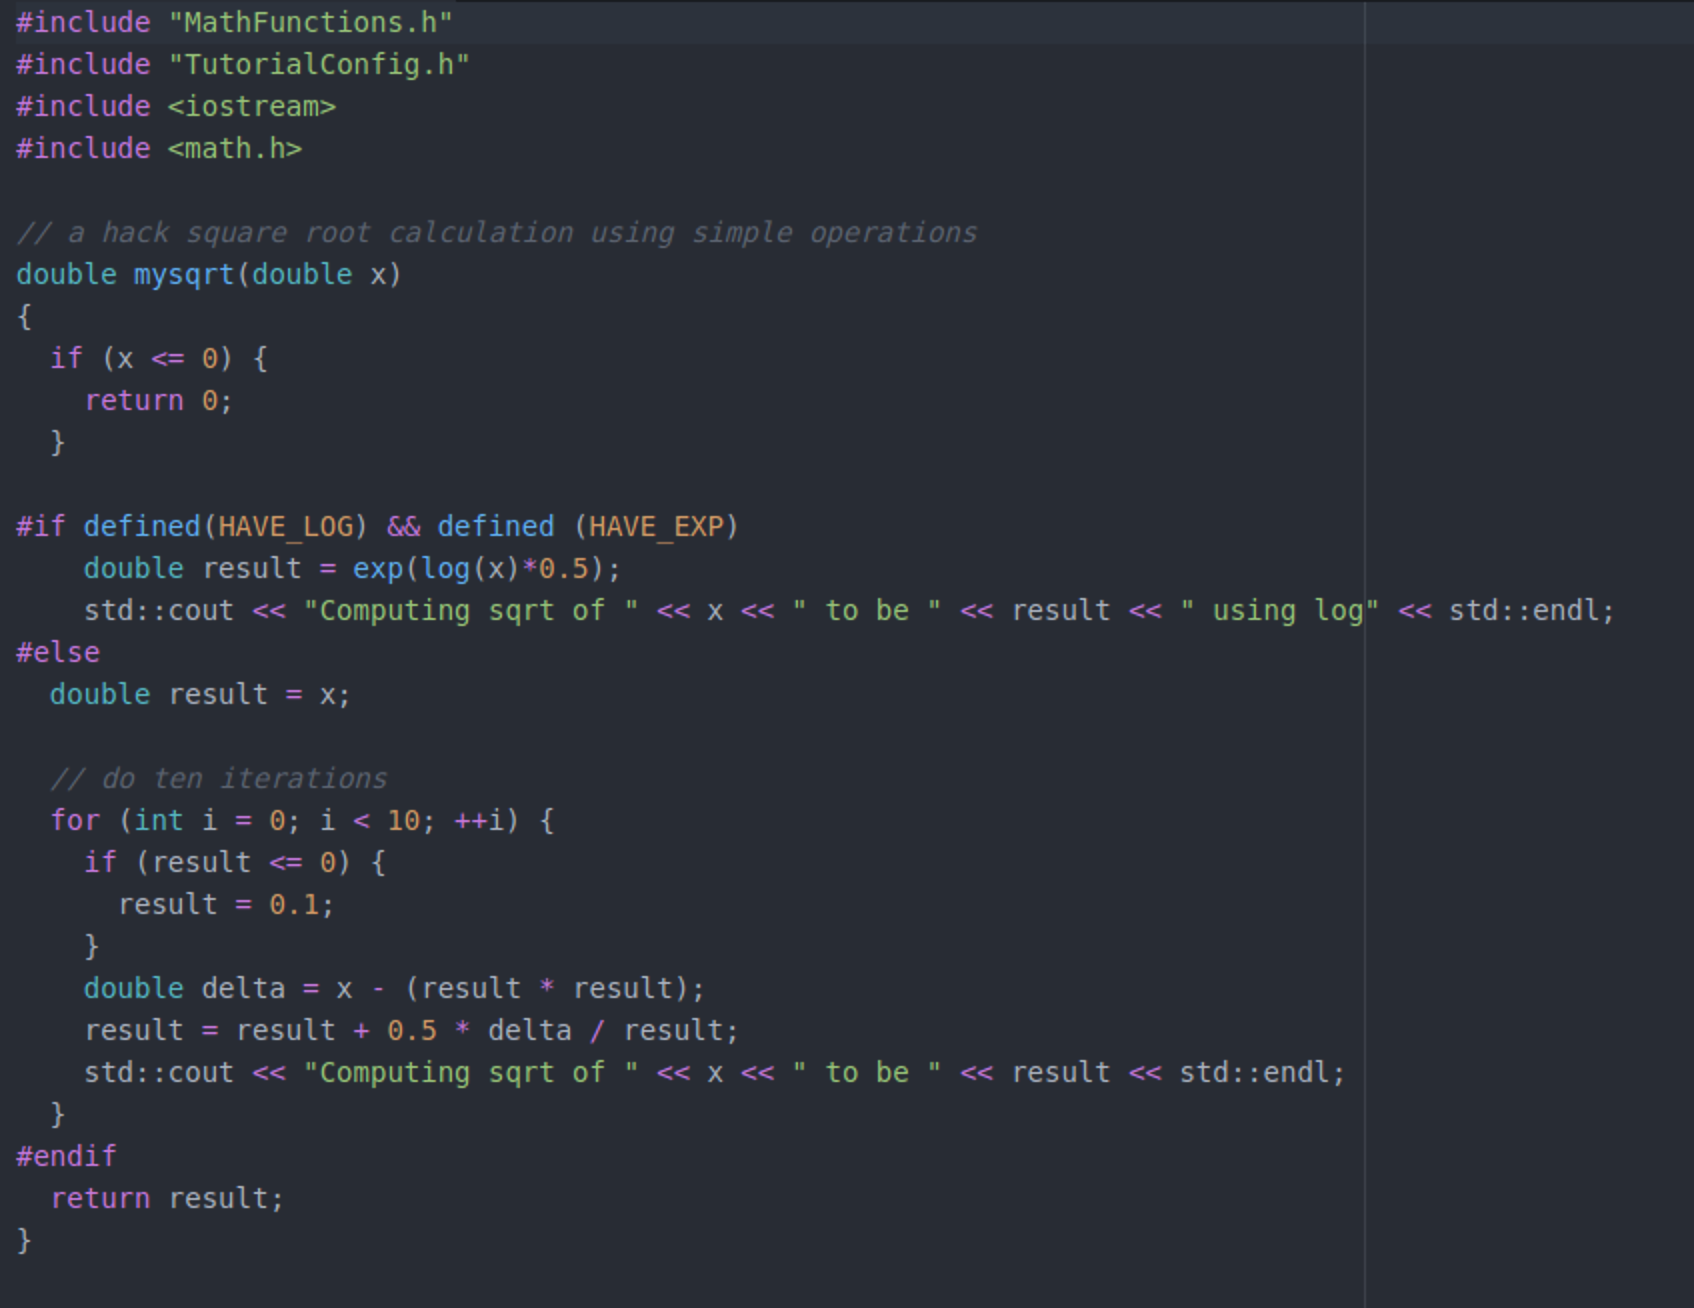 #include "MathFunctions.h"
#include "TutorialConfig.h"
#include <iostream>
#include <math.h>

// a hack square root calculation using simple operations
double mysqrt(double x)
{
  if (x <= 0) {
    return 0;
  }

#if defined(HAVE_LOG) && defined (HAVE_EXP)
    double result = exp(log(x)*0.5);
    std::cout << "Computing sqrt of " << x << " to be " << result << " using log" << std::endl;
#else
  double result = x;

  // do ten iterations
  for (int i = 0; i < 10; ++i) {
    if (result <= 0) {
      result = 0.1;
    }
    double delta = x - (result * result);
    result = result + 0.5 * delta / result;
    std::cout << "Computing sqrt of " << x << " to be " << result << std::endl;
  }
#endif
  return result;
}